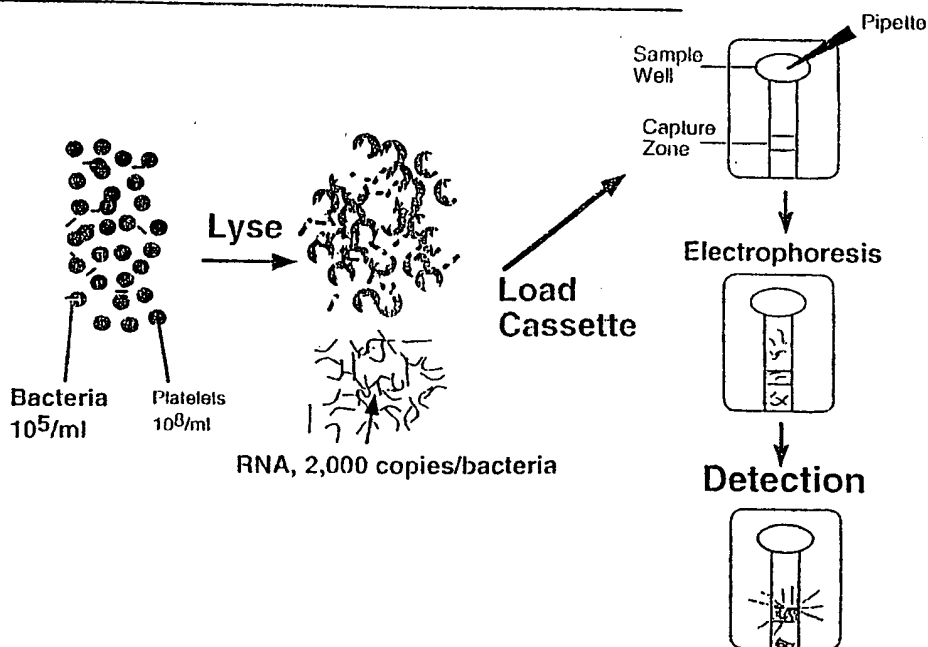 Pipette
Sample
Well
Capture
Zone
Lyse
Load
Cassette
Electrophoresis
Bacteria
10⁵/ml
Platelets
10⁸/ml
RNA, 2,000 copies/bacteria
Detection